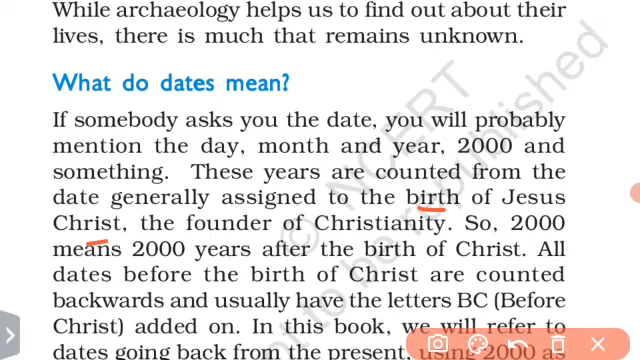 While archaeology helps us to find out about their
lives, there is much that remains unknown.
What do dates mean?
If somebody asks you the date, you will probably
mention the day, month and year, 2000 and
something. These years are counted from the
date generally assigned to the birth of Jesus
Christ, the founder of Christianity. So, 2000
means 2000 years after the birth of Christ. All
dates before the birth of Christ are counted
backwards and usually have the letters BC (Before
Christ) added on. In this book, we will refer to
dates going back from the present, using 2000 as
© NCERT
not to be republished